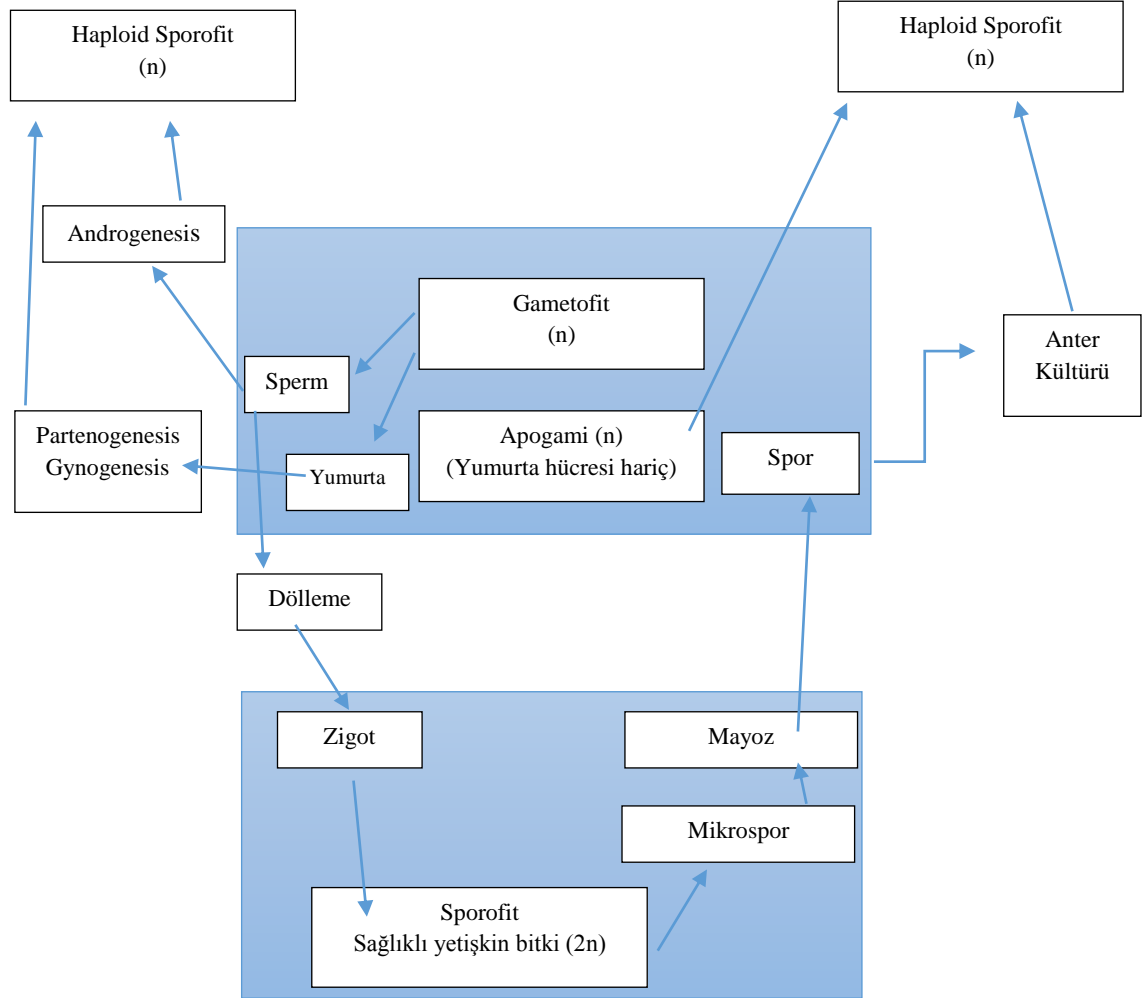 Haploid Sporofit
(n)
Haploid Sporofit
(n)
Androgenesis
Gametofit
(n)
Anter
Kültürü
Sperm
Partenogenesis
Gynogenesis
Apogami (n)
(Yumurta hücresi hariç)
Spor
Yumurta
Dölleme
Zigot
Mayoz
Mikrospor
Sporofit
Sağlıklı yetişkin bitki (2n)